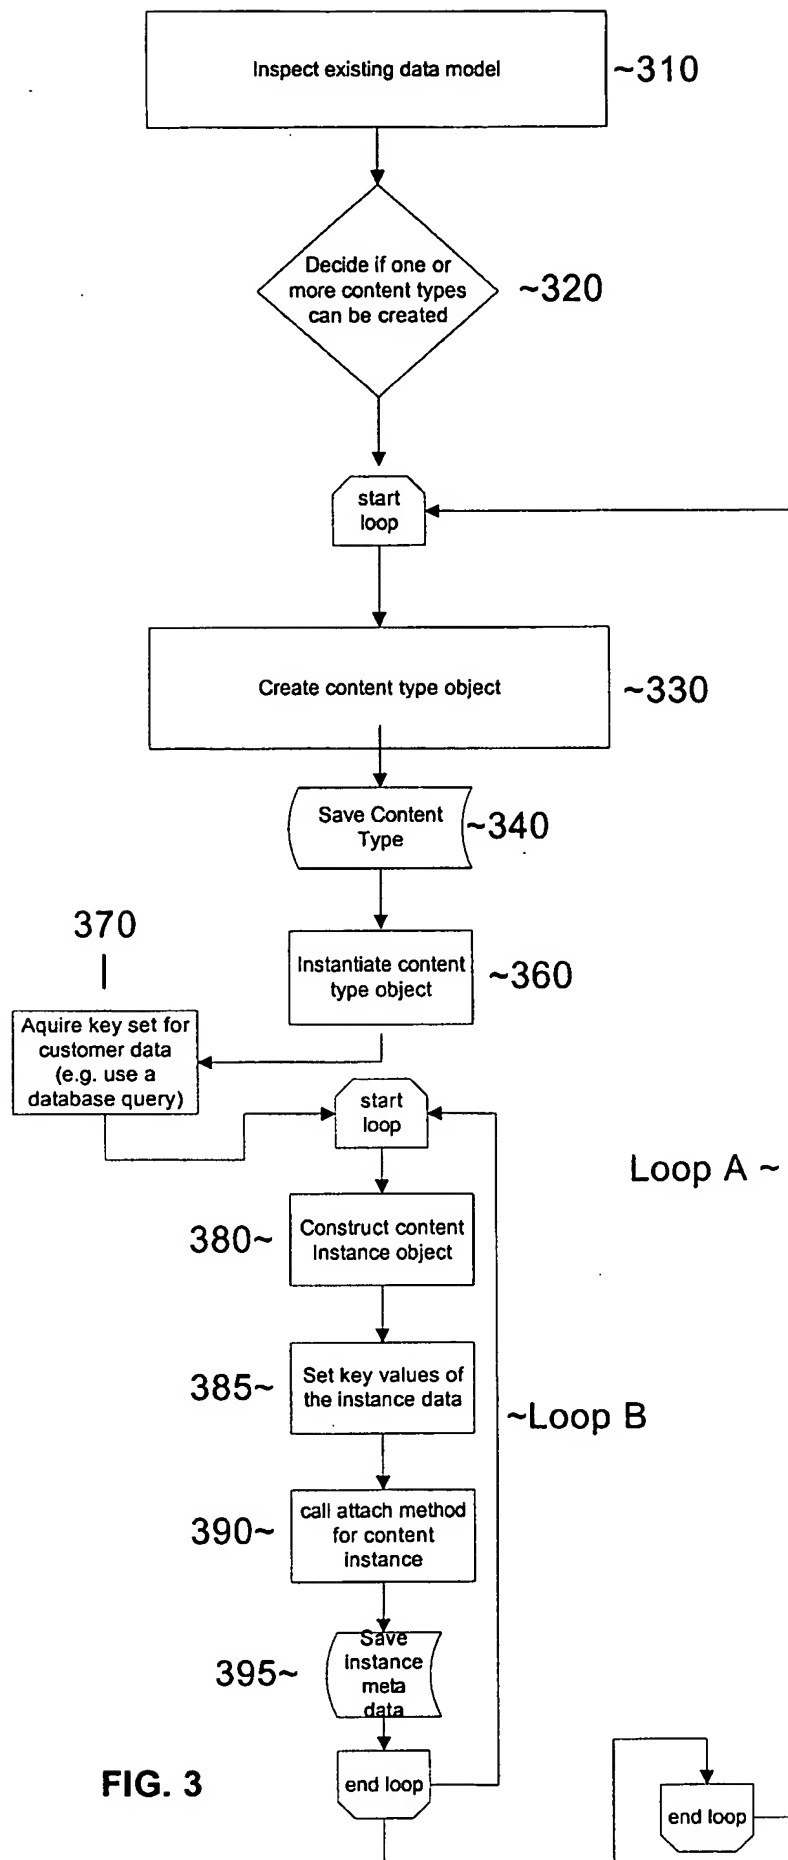 Inspect existing data model
~310
Decide if one or
more content types
can be created
~320
start
loop
Create content type object
~330
Save Content
Type
~340
370
Instantiate content
type object
~360
Aquire key set for
customer data
(e.g. use a
database query)
start
loop
Loop A ~
380~
Construct content
Instance object
385~
Set key values of
the instance data
~Loop B
390~
call attach method
for content
instance
395~
Save
instance
meta
data
FIG. 3
end loop
end loop